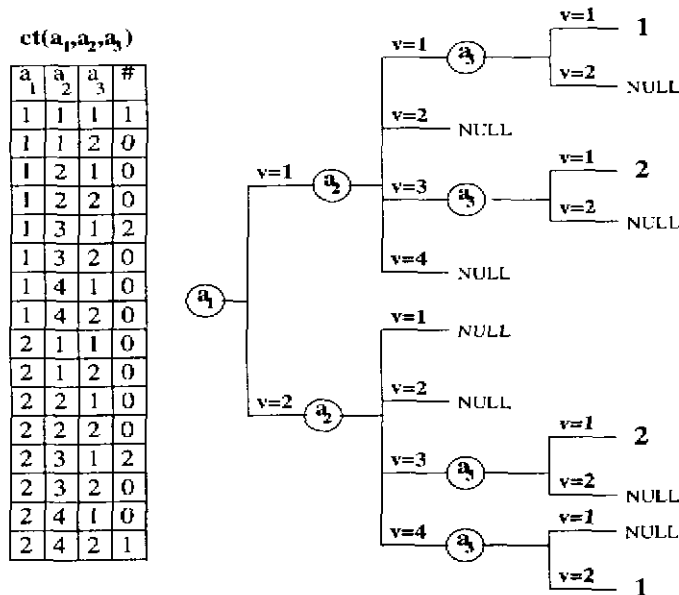 ct(a₁,a₂,a₃)
a₁ a₂ a₃ #
1 1 1 1
1 1 2 0
1 2 1 0
1 2 2 0
1 3 1 2
1 3 2 0
1 4 1 0
1 4 2 0
2 1 1 0
2 1 2 0
2 2 1 0
2 2 2 0
2 3 1 2
2 3 2 0
2 4 1 0
2 4 2 1
a₁
v=1 a₂
v=1 a₃
v=1 1
v=2 NULL
v=2 NULL
v=3 a₃
v=1 2
v=2 NULL
v=4 NULL
v=2 a₂
v=1 NULL
v=2 NULL
v=3 a₃
v=1 2
v=2 NULL
v=4 a₃
v=1 NULL
v=2 1